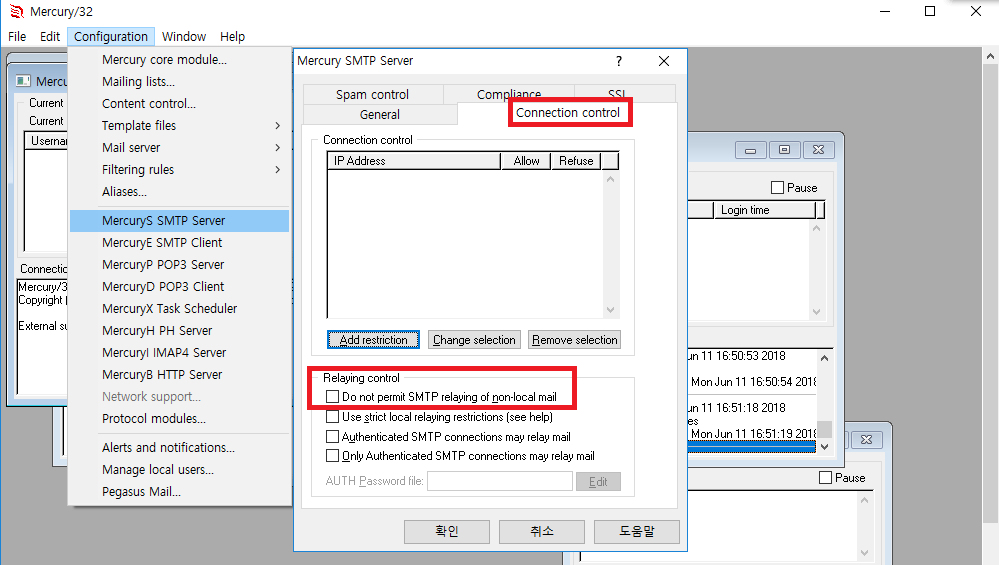 Mercury/32
File Edit Configuration Window Help
Mercury core module...
Mailing lists...
Content control...
Template files
Mail server
Filtering rules
Aliases...
MercuryS SMTP Server
MercuryE SMTP Client
MercuryP POP3 Server
MercuryD POP3 Client
MercuryX Task Scheduler
MercuryH PH Server
MercuryI IMAP4 Server
MercuryB HTTP Server
Network support...
Protocol modules...
Alerts and notifications...
Manage local users...
Pegasus Mail...
Current
Current
Mercury/3
Copyright
External su
Mercury SMTP Server
?
Spam control Compliance SSL
General Connection control
Connection control
IP Address Allow Refuse
Add restriction Change selection Remove selection
Relaying control
Do not permit SMTP relaying of non-local mail
Use strict local relaying restrictions (see help)
Authenticated SMTP connections may relay mail
Only Authenticated SMTP connections may relay mail
AUTH Password file: Edit
확인 취소 도움말
Pause
Login time
un 11 16:50:53 2018
Mon Jun 11 16:50:54 2018
un 11 16:51:18 2018
es
Mon Jun 11 16:51:19 2018
Pause